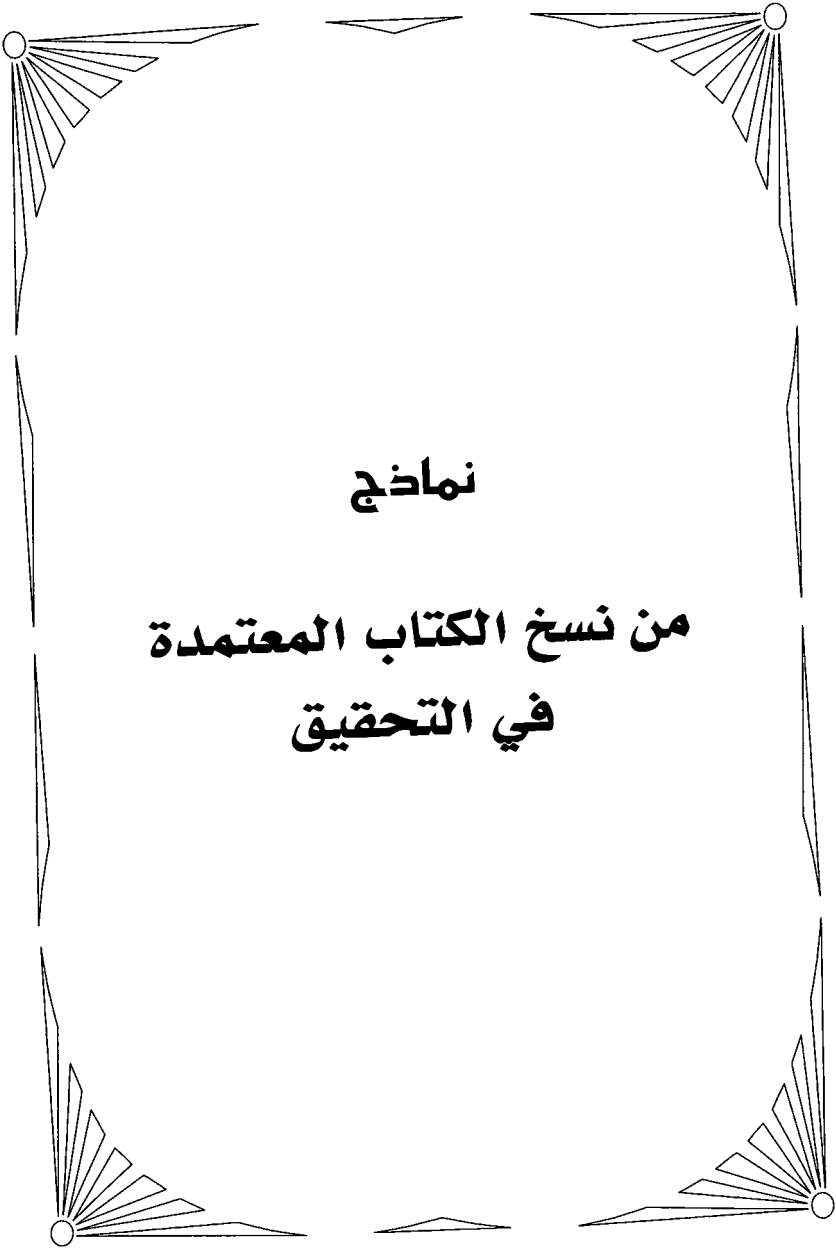 نماذج
من نسخ الكتاب المعتمدة
في التحقيق